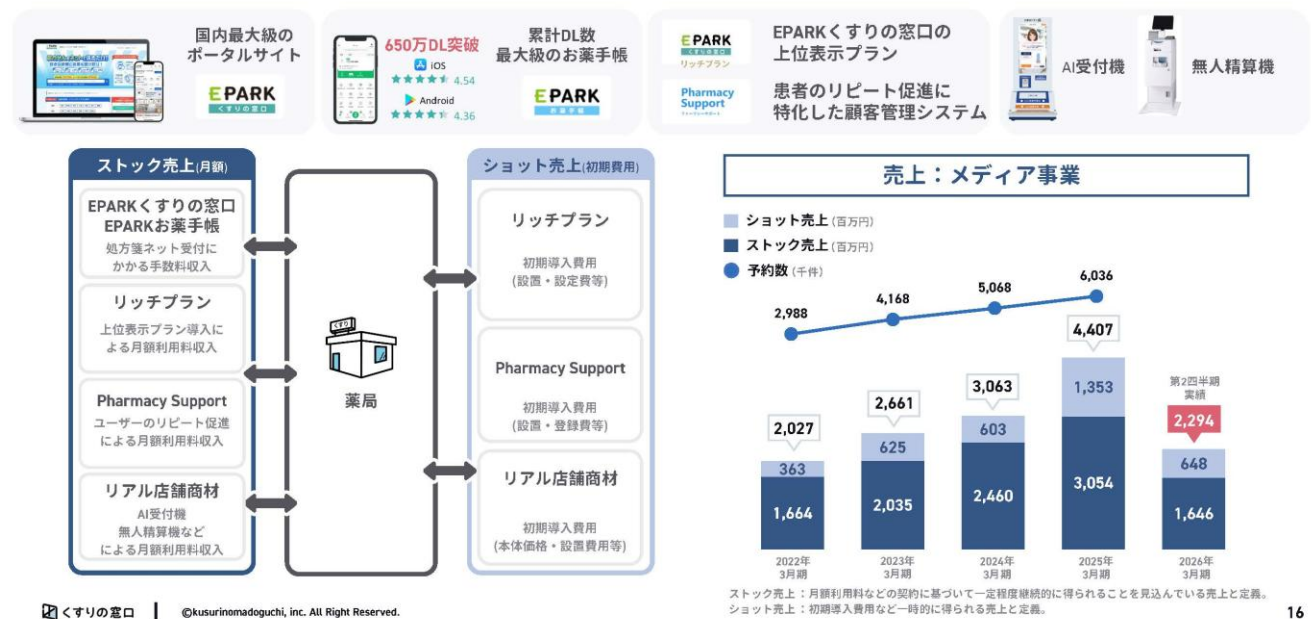 国内最大級の
ポータルサイト
EPARK
くすりの窓口
650万DL突破
iOS
4.54
Android
4.36
累計DL数
最大級のお薬手帳
EPARK
お薬手帳
EPARK
くすりの窓口
リッチプラン
EPARKくすりの窓口の
上位表示プラン
Pharmacy
Support
ファーマシーサポート
患者のリピート促進に
特化した顧客管理システム
AI受付機
無人精算機
ストック売上(月額)
EPARKくすりの窓口
EPARKお薬手帳
処方箋ネット受付に
かかる手数料収入
リッチプラン
上位表示プラン導入に
よる月額利用料収入
Pharmacy Support
ユーザーのリピート促進
による月額利用料収入
リアル店舗商材
AI受付機
無人精算機など
による月額利用料収入
くすり
薬局
ショット売上(初期費用)
リッチプラン
初期導入費用
(設置・設定費等)
Pharmacy Support
初期導入費用
(設置・登録費等)
リアル店舗商材
初期導入費用
(本体価格・設置費用等)
売上：メディア事業
ショット売上(百万円)
ストック売上(百万円)
予約数(千件)
2,988
4,168
5,068
6,036
2,027
2,661
3,063
4,407
第2四半期
実績
2,294
363
625
603
1,353
648
1,664
2,035
2,460
3,054
1,646
2022年
3月期
2023年
3月期
2024年
3月期
2025年
3月期
2026年
3月期
ストック売上：月額利用料などの契約に基づいて一定程度継続的に得られることを見込んでいる売上と定義。
ショット売上：初期導入費用など一時的に得られる売上と定義。
くすりの窓口
©kusurinomadoguchi, inc. All Right Reserved.
16